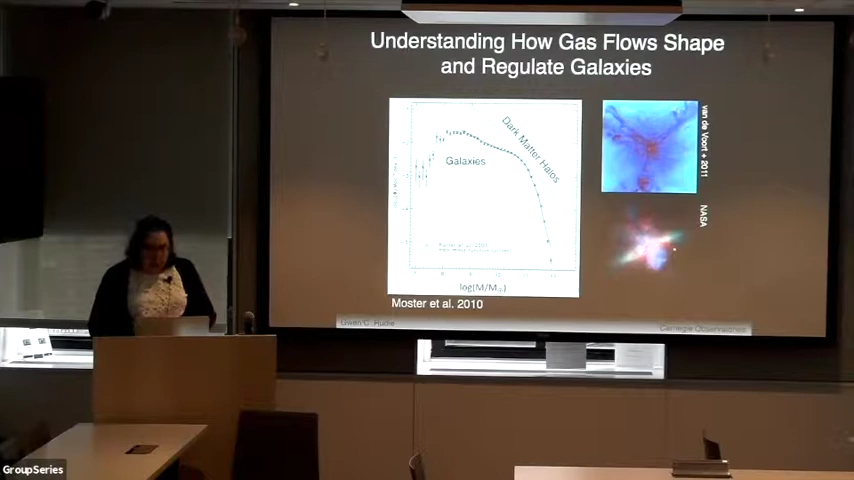 Understanding How Gas Flows Shape
and Regulate Galaxies
Dark Matter Halos
Galaxies
van de Voort + 2011
NASA
log(M/M
Moster et al. 2010
Gwen C. Rudie
Carnegie Observatories
GroupSeries